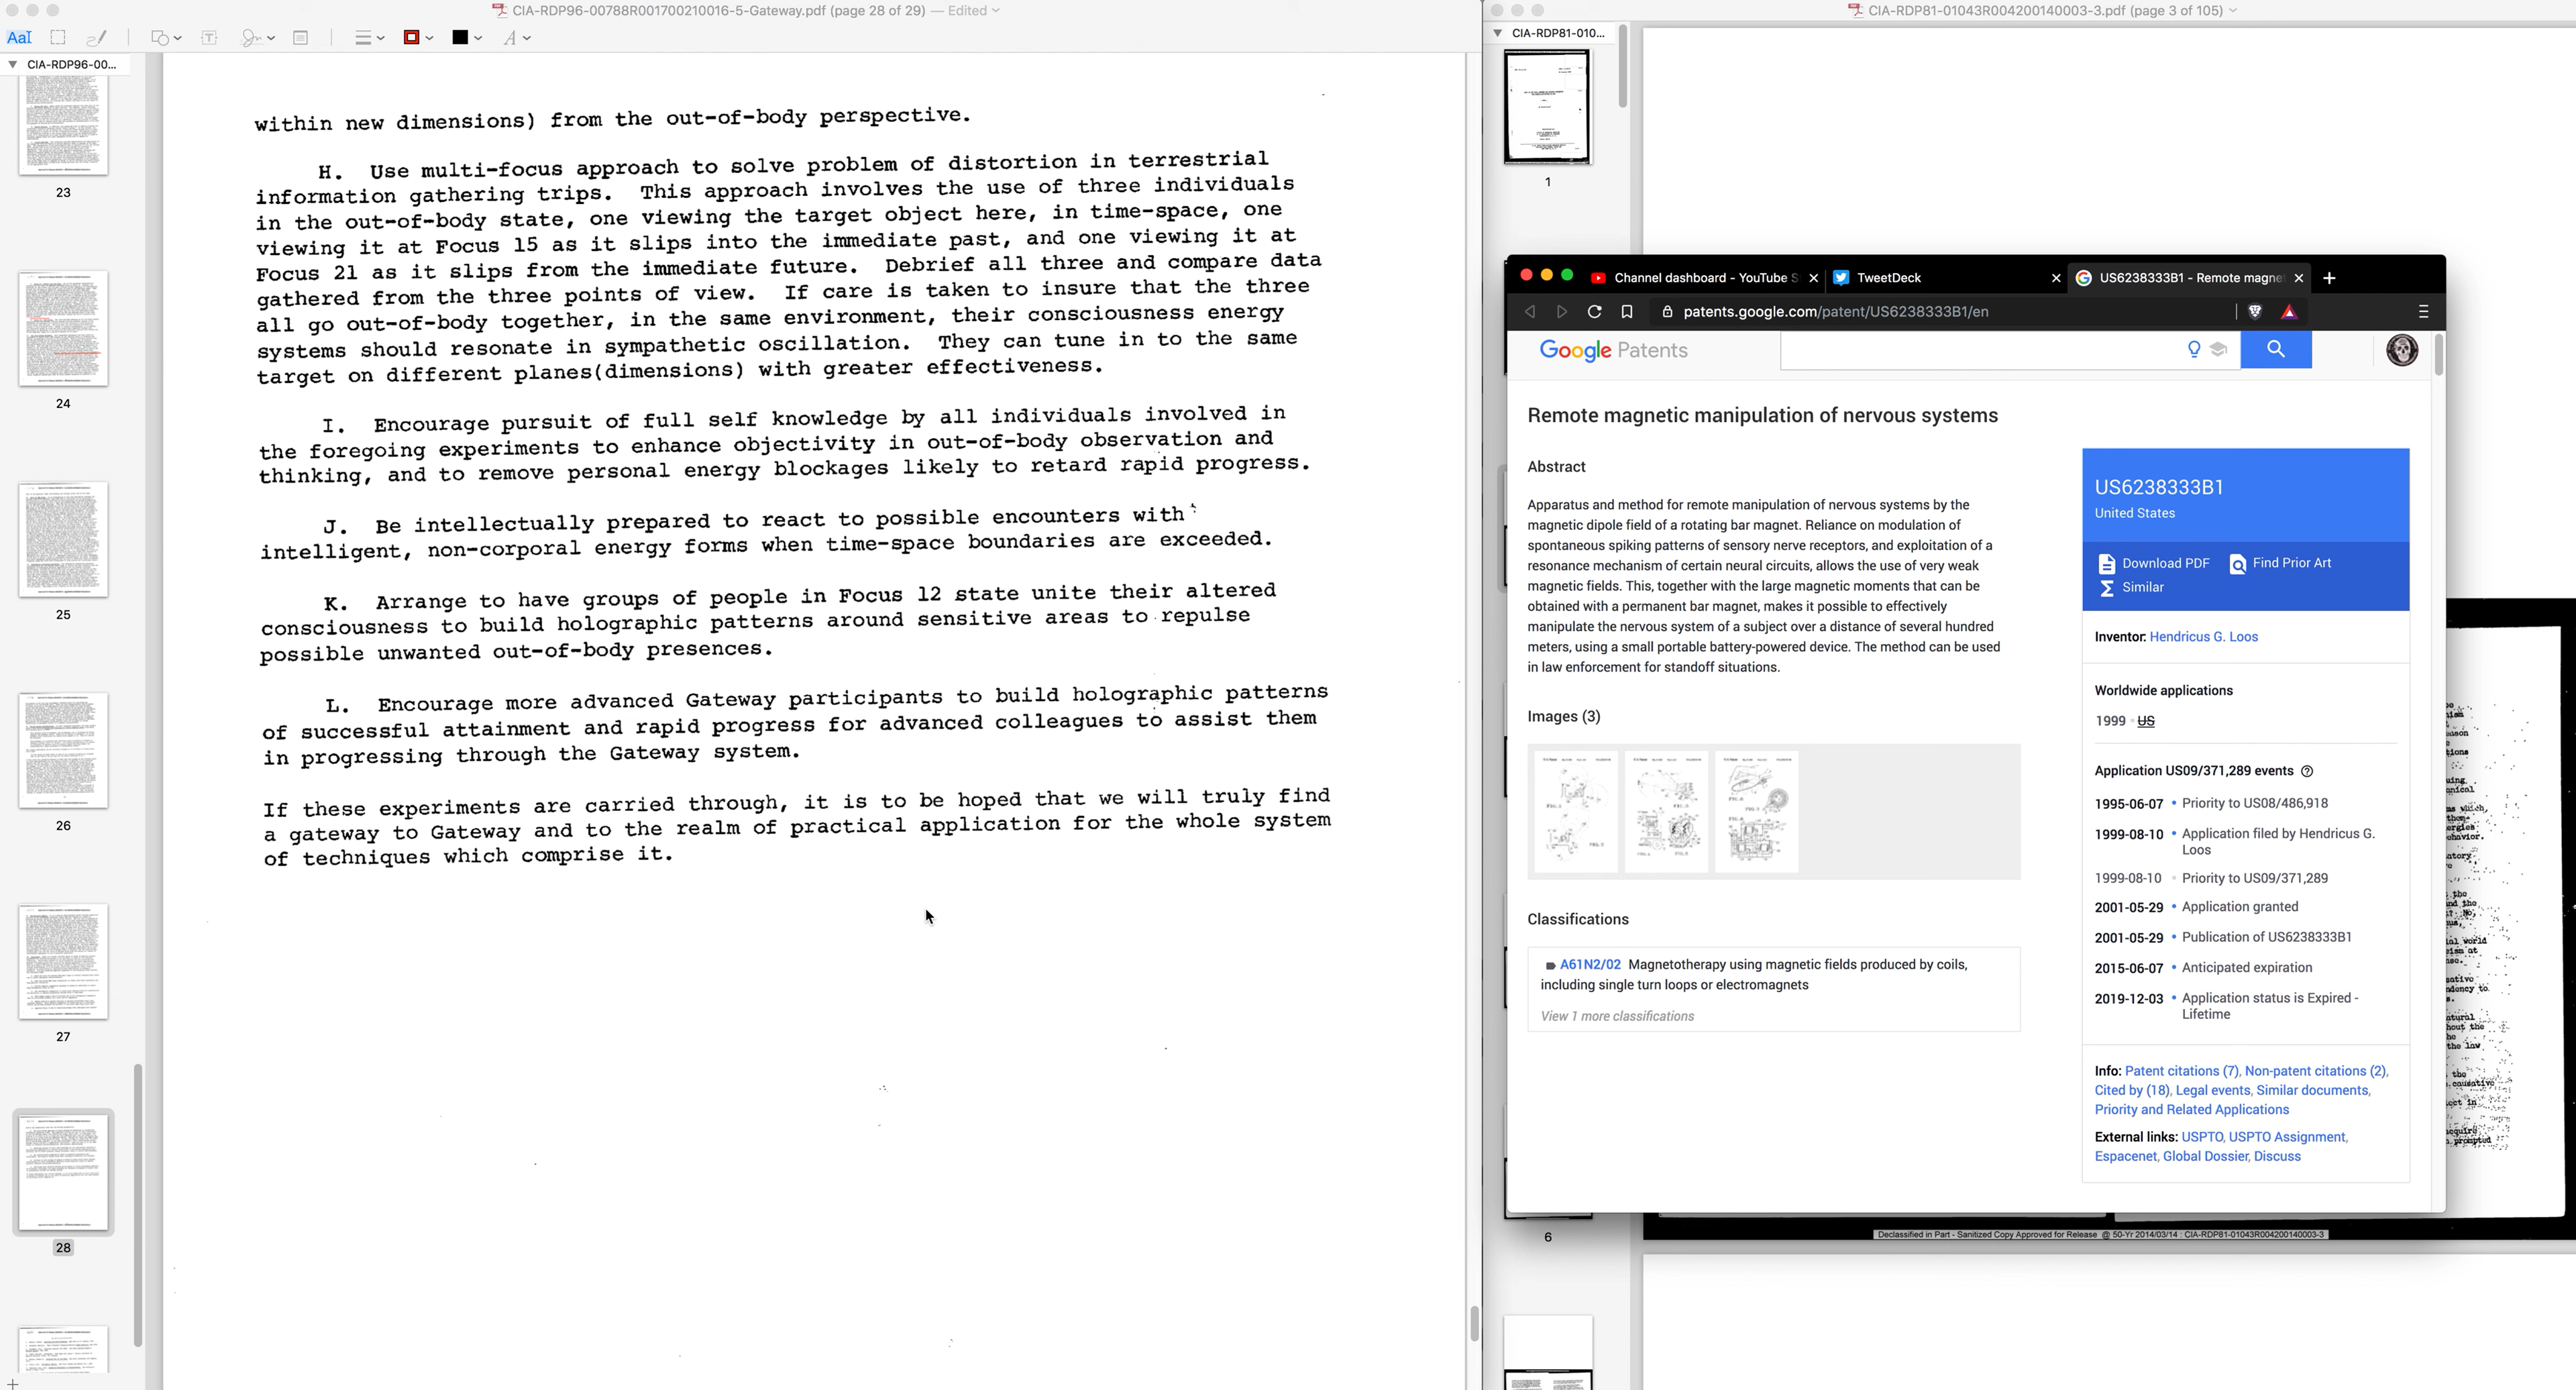 CIA-RDP96-00788R001700210016-5-Gateway.pdf (page 28 of 29) — Edited
AaI
CIA-RDP96-00...
23
24
25
26
27
28
within new dimensions) from the out-of-body perspective.
H. Use multi-focus approach to solve problem of distortion in terrestrial
information gathering trips. This approach involves the use of three individuals
in the out-of-body state, one viewing the target object here, in time-space, one
viewing it at Focus 15 as it slips into the immediate past, and one viewing it at
Focus 21 as it slips from the immediate future. Debrief all three and compare data
gathered from the three points of view. If care is taken to insure that the three
all go out-of-body together, in the same environment, their consciousness energy
systems should resonate in sympathetic oscillation. They can tune in to the same
target on different planes(dimensions) with greater effectiveness.
I. Encourage pursuit of full self knowledge by all individuals involved in
the foregoing experiments to enhance objectivity in out-of-body observation and
thinking, and to remove personal energy blockages likely to retard rapid progress.
J. Be intellectually prepared to react to possible encounters with
intelligent, non-corporal energy forms when time-space boundaries are exceeded.
K. Arrange to have groups of people in Focus 12 state unite their altered
consciousness to build holographic patterns around sensitive areas to repulse
possible unwanted out-of-body presences.
L. Encourage more advanced Gateway participants to build holographic patterns
of successful attainment and rapid progress for advanced colleagues to assist them
in progressing through the Gateway system.
If these experiments are carried through, it is to be hoped that we will truly find
a gateway to Gateway and to the realm of practical application for the whole system
of techniques which comprise it.
CIA-RDP81-01043R004200140003-3.pdf (page 3 of 105)
CIA-RDP81-010...
1
6
Channel dashboard - YouTube S
TweetDeck
US6238333B1 - Remote magne
patents.google.com/patent/US6238333B1/en
Google Patents
Remote magnetic manipulation of nervous systems
Abstract
Apparatus and method for remote manipulation of nervous systems by the
magnetic dipole field of a rotating bar magnet. Reliance on modulation of
spontaneous spiking patterns of sensory nerve receptors, and exploitation of a
resonance mechanism of certain neural circuits, allows the use of very weak
magnetic fields. This, together with the large magnetic moments that can be
obtained with a permanent bar magnet, makes it possible to effectively
manipulate the nervous system of a subject over a distance of several hundred
meters, using a small portable battery-powered device. The method can be used
in law enforcement for standoff situations.
Images (3)
Classifications
A61N2/02 Magnetotherapy using magnetic fields produced by coils,
including single turn loops or electromagnets
View 1 more classifications
US6238333B1
United States
Download PDF Find Prior Art
Similar
Inventor: Hendricus G. Loos
Worldwide applications
1999 US
Application US09/371,289 events
1995-06-07 • Priority to US08/486,918
1999-08-10 • Application filed by Hendricus G.
Loos
1999-08-10 • Priority to US09/371,289
2001-05-29 • Application granted
2001-05-29 • Publication of US6238333B1
2015-06-07 • Anticipated expiration
2019-12-03 • Application status is Expired -
Lifetime
Info: Patent citations (7), Non-patent citations (2),
Cited by (18), Legal events, Similar documents,
Priority and Related Applications
External links: USPTO, USPTO Assignment,
Espacenet, Global Dossier, Discuss
Declassified in Part - Sanitized Copy Approved for Release @ 50-Yr 2014/03/14 : CIA-RDP81-01043R004200140003-3